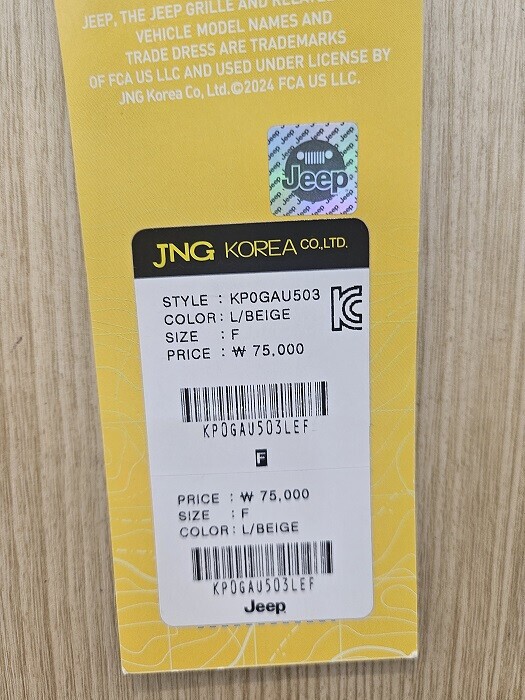 JEEP, THE JEEP GRILLE AND RELATED
VEHICLE MODEL NAMES AND
TRADE DRESS ARE TRADEMARKS
OF FCA US LLC AND USED UNDER LICENSE BY
JNG Korea Co, Ltd.©2024 FCA US LLC.
Jeep
JNG KOREA CO.,LTD.
STYLE : KP0GAU503
COLOR : L/BEIGE
SIZE : F
PRICE : ₩ 75,000
KC
KP0GAU503LEF
F
PRICE : ₩ 75,000
SIZE : F
COLOR : L/BEIGE
KP0GAU503LEF
Jeep